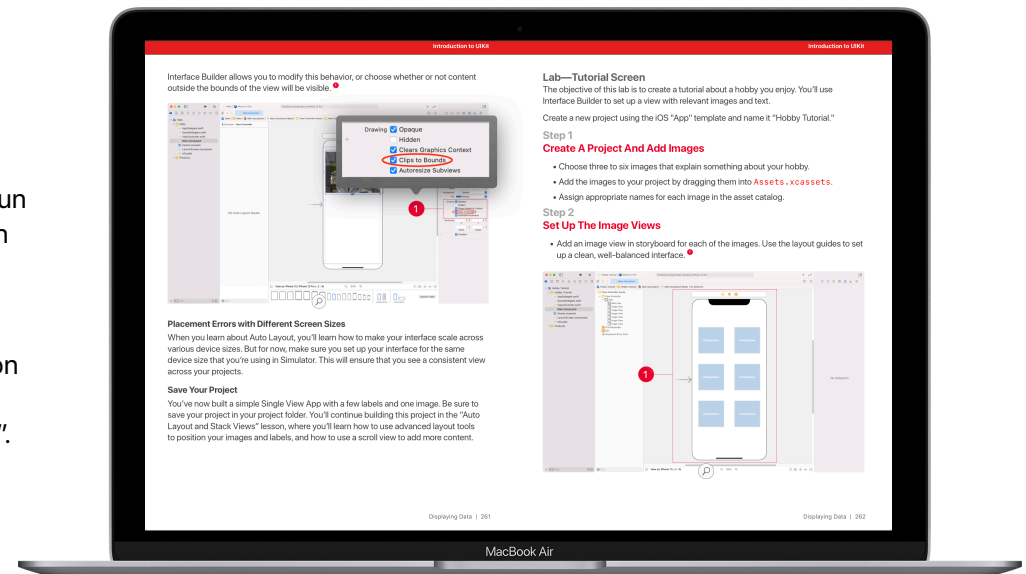 un
n
on
".
Introduction to UIKit
Interface Builder allows you to modify this behavior, or choose whether or not content
outside the bounds of the view will be visible. 1
Drawing Opaque
Hidden
Clears Graphics Context
Clips to Bounds
Autoresize Subviews
1
Placement Errors with Different Screen Sizes
When you learn about Auto Layout, you'll learn how to make your interface scale across
various device sizes. But for now, make sure you set up your interface for the same
device size that you're using in Simulator. This will ensure that you see a consistent view
across your projects.
Save Your Project
You've now built a simple Single View App with a few labels and one image. Be sure to
save your project in your project folder. You'll continue building this project in the "Auto
Layout and Stack Views" lesson, where you'll learn how to use advanced layout tools
to position your images and labels, and how to use a scroll view to add more content.
Displaying Data | 261
Introduction to UIKit
Lab—Tutorial Screen
The objective of this lab is to create a tutorial about a hobby you enjoy. You'll use
Interface Builder to set up a view with relevant images and text.
Create a new project using the iOS "App" template and name it "Hobby Tutorial."
Step 1
Create A Project And Add Images
• Choose three to six images that explain something about your hobby.
• Add the images to your project by dragging them into Assets.xcassets.
• Assign appropriate names for each image in the asset catalog.
Step 2
Set Up The Image Views
• Add an image view in storyboard for each of the images. Use the layout guides to set
up a clean, well-balanced interface. 1
1
Displaying Data | 262
MacBook Air